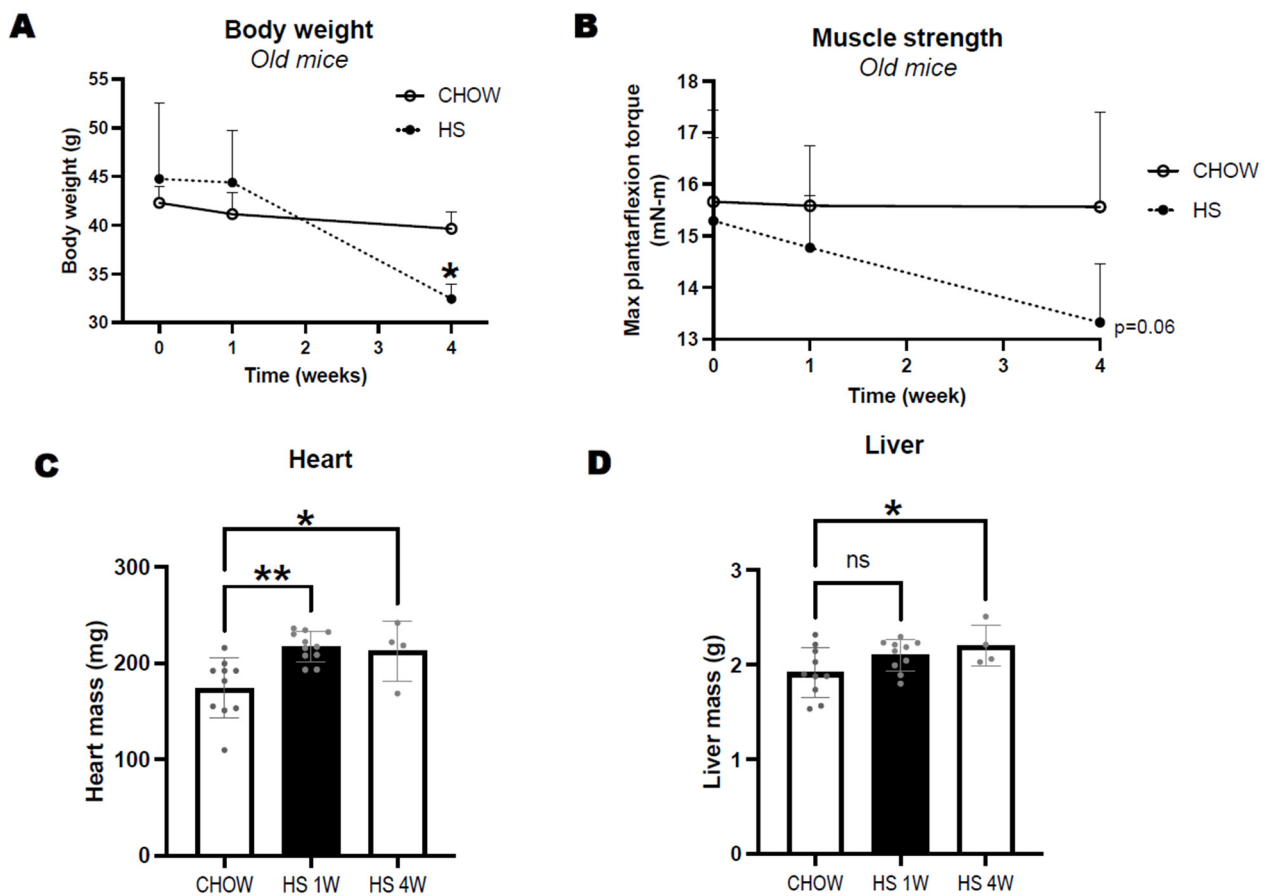 A
Body weight
Old mice
CHOW
HS
55
50
45
40
35
30
Body weight (g)
*
0 1 2 3 4
Time (weeks)
B
Muscle strength
Old mice
CHOW
HS
18
17
16
15
14
13
Max plantarflexion torque
(mN-m)
p=0.06
0 1 2 3 4
Time (week)
C
Heart
*
**
300
200
100
0
Heart mass (mg)
CHOW HS 1W HS 4W
D
Liver
*
ns
3
2
1
0
Liver mass (g)
CHOW HS 1W HS 4W